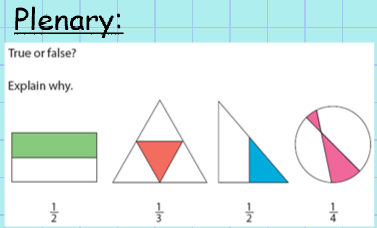 Plenary:
True or false?
Explain why.
1/2 1/3 1/2 1/4